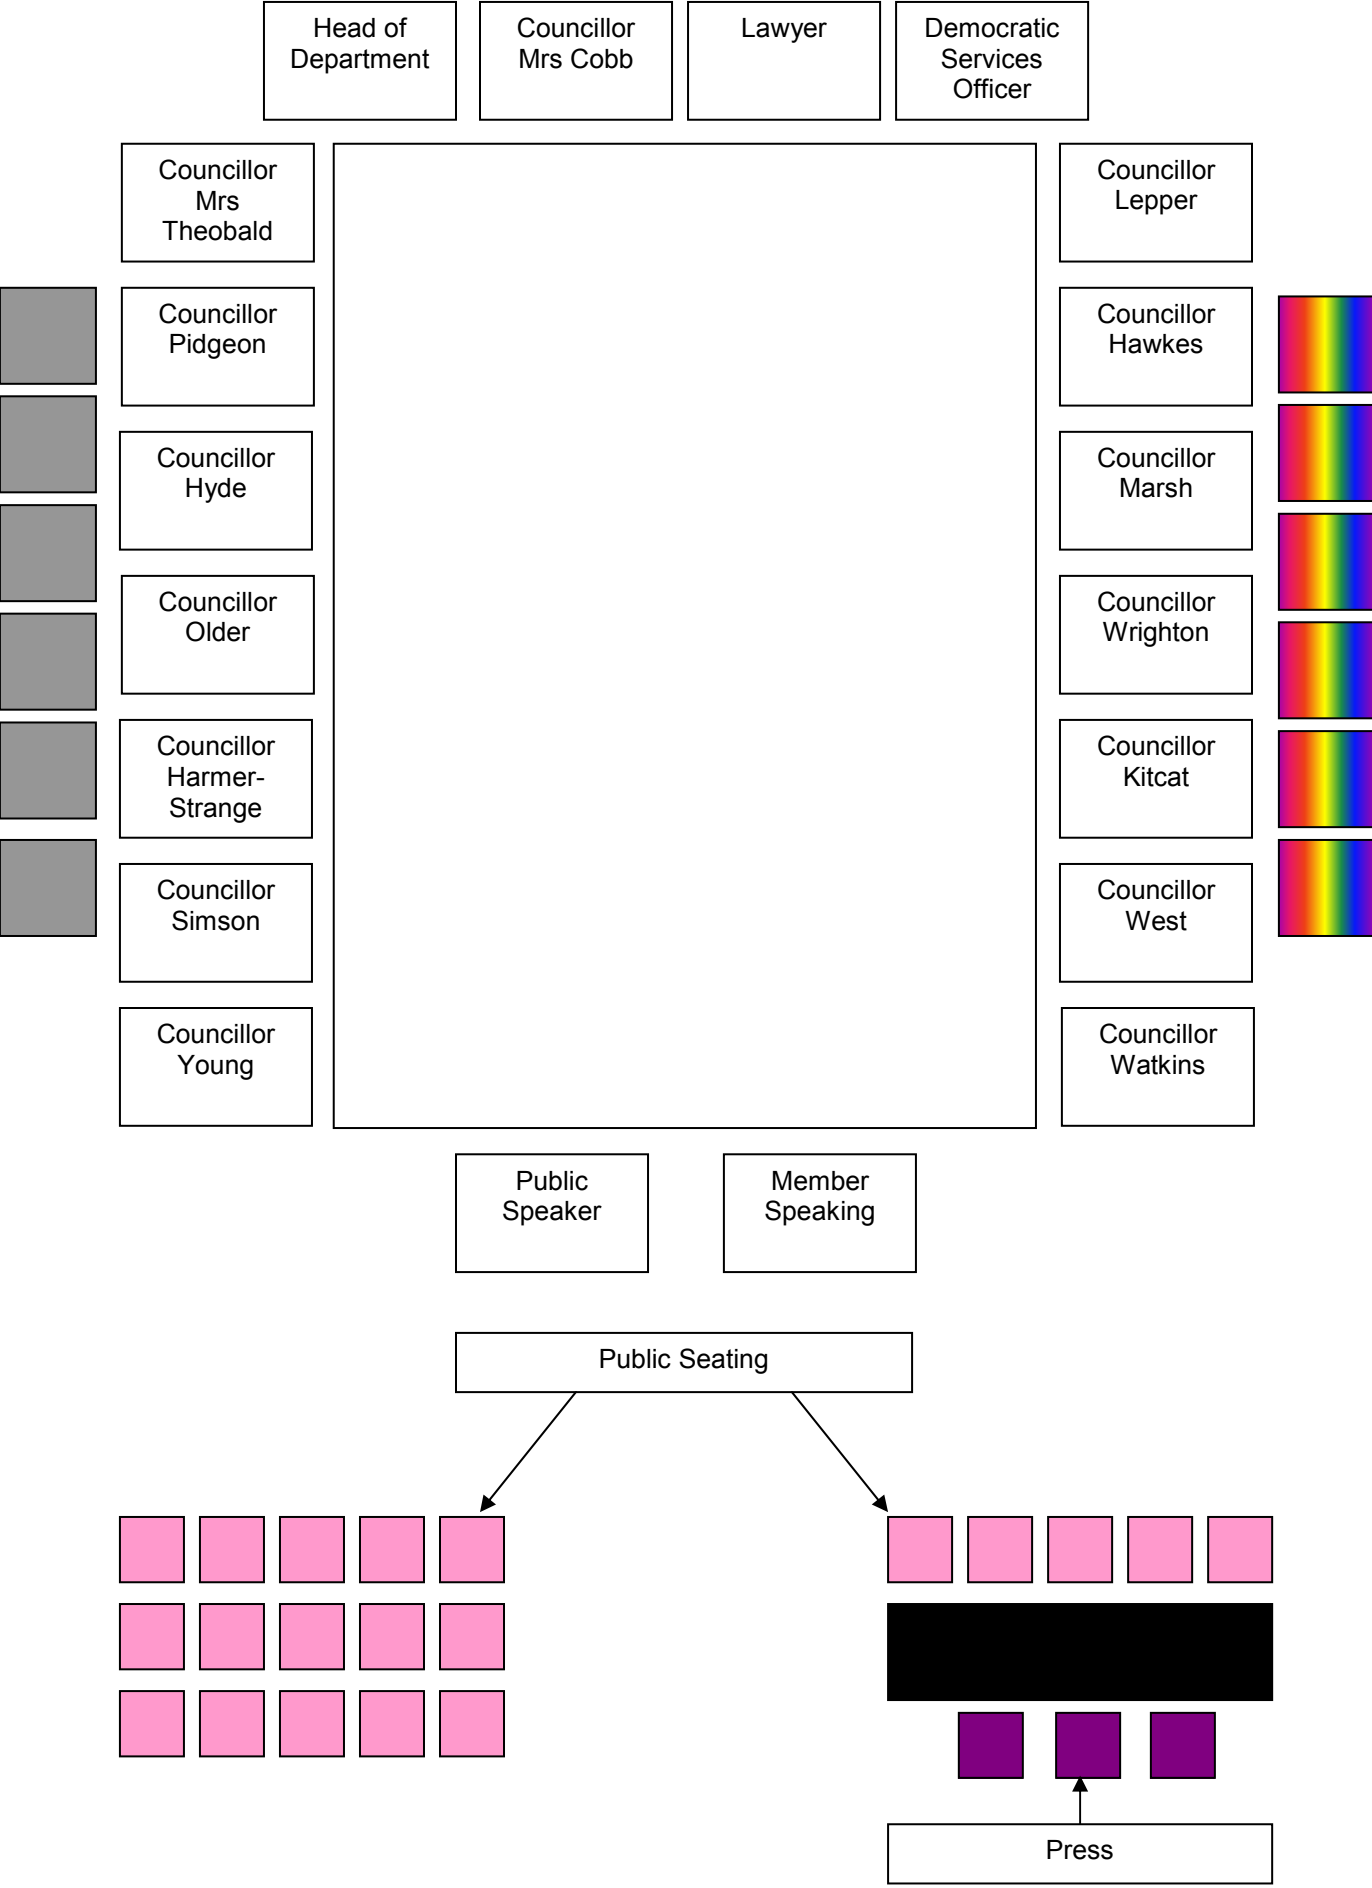 Head of
Department
Councillor
Mrs Cobb
Lawyer
Democratic
Services
Officer
Councillor
Mrs
Theobald
Councillor
Lepper
Councillor
Pidgeon
Councillor
Hawkes
Councillor
Hyde
Councillor
Marsh
Councillor
Older
Councillor
Wrighton
Councillor
Harmer-
Strange
Councillor
Kitcat
Councillor
Simson
Councillor
West
Councillor
Young
Councillor
Watkins
Public
Speaker
Member
Speaking
Public Seating
Press